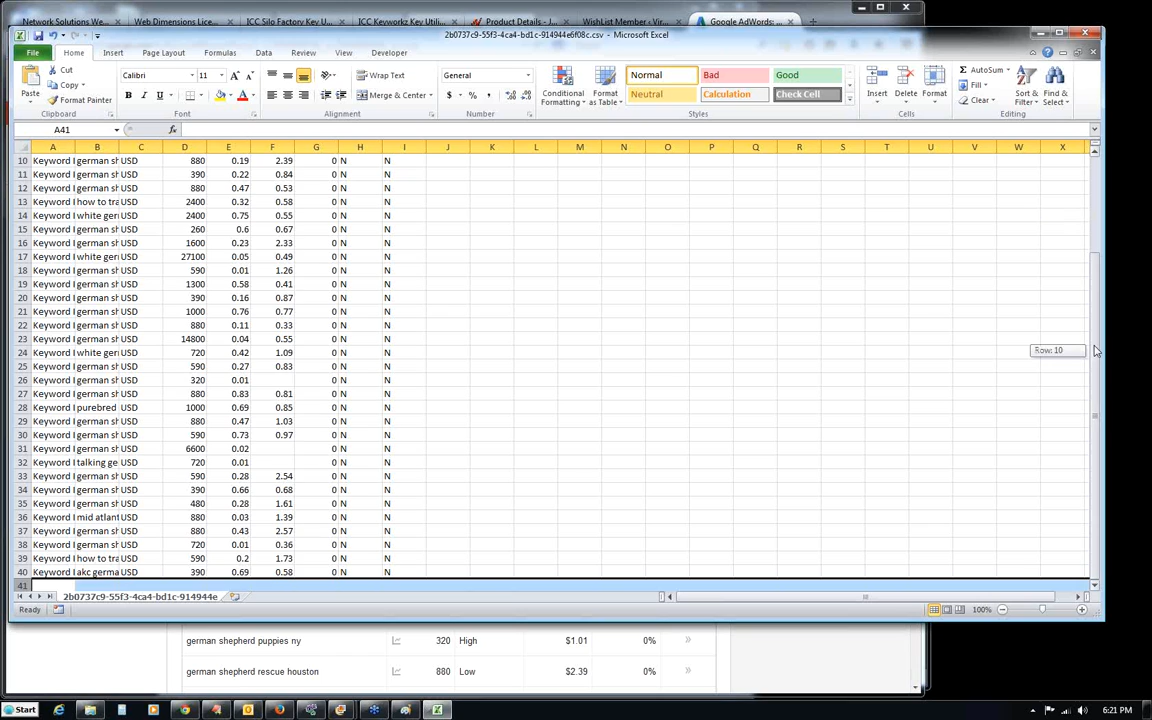 Network Solutions We... Web Dimensions Lice... ICC Silo Factory Key U... ICC Keyworkz Key Utili... Product Details - J... WishList Member ‹ Vir... Google AdWords: ...
2b0737c9-55f3-4ca4-bd1c-914944e6f08c.csv - Microsoft Excel
File Home Insert Page Layout Formulas Data Review View Developer
Paste Cut Copy Format Painter Clipboard
Calibri 11 B I U Font
Wrap Text Merge & Center Alignment
General $ % , Number
Conditional Formatting Format as Table
Normal Bad Good
Neutral Calculation Check Cell
Styles
Insert Delete Format Cells
AutoSum Fill Clear Sort & Filter Find & Select Editing
A41 fx
A B C D E F G H I J K L M N O P Q R S T U V W X
10 Keyword I german sh USD 880 0.19 2.39 0 N N
11 Keyword I german sh USD 390 0.22 0.84 0 N N
12 Keyword I german sh USD 880 0.47 0.53 0 N N
13 Keyword I how to tra USD 2400 0.32 0.58 0 N N
14 Keyword I white ger USD 2400 0.75 0.55 0 N N
15 Keyword I german sh USD 260 0.6 0.67 0 N N
16 Keyword I german sh USD 1600 0.23 2.33 0 N N
17 Keyword I white ger USD 27100 0.05 0.49 0 N N
18 Keyword I german sh USD 590 0.01 1.26 0 N N
19 Keyword I german sh USD 1300 0.58 0.41 0 N N
20 Keyword I german sh USD 390 0.16 0.87 0 N N
21 Keyword I german sh USD 1000 0.76 0.77 0 N N
22 Keyword I german sh USD 880 0.11 0.33 0 N N
23 Keyword I german sh USD 14800 0.04 0.55 0 N N
24 Keyword I white ger USD 720 0.42 1.09 0 N N
Row: 10
25 Keyword I german sh USD 590 0.27 0.83 0 N N
26 Keyword I german sh USD 320 0.01 0 N N
27 Keyword I german sh USD 880 0.83 0.81 0 N N
28 Keyword I purebred USD 1000 0.69 0.85 0 N N
29 Keyword I german sh USD 880 0.47 1.03 0 N N
30 Keyword I german sh USD 590 0.73 0.97 0 N N
31 Keyword I german sh USD 6600 0.02 0 N N
32 Keyword I talking ge USD 720 0.01 0 N N
33 Keyword I german sh USD 590 0.28 2.54 0 N N
34 Keyword I german sh USD 390 0.66 0.68 0 N N
35 Keyword I german sh USD 480 0.28 1.61 0 N N
36 Keyword I mid atlant USD 880 0.03 1.39 0 N N
37 Keyword I german sh USD 880 0.43 2.57 0 N N
38 Keyword I german sh USD 720 0.01 0.36 0 N N
39 Keyword I how to tra USD 590 0.2 1.73 0 N N
40 Keyword I akc germa USD 390 0.69 0.58 0 N N
41
2b0737c9-55f3-4ca4-bd1c-914944e
Ready 100%
german shepherd puppies ny 320 High $1.01 0% »
german shepherd rescue houston 880 Low $2.39 0% »
Start 6:21 PM